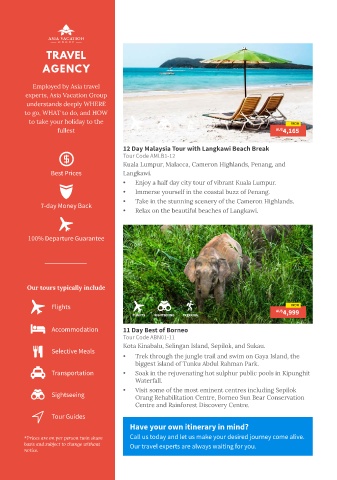 ASIA VACATION
GROUP
TRAVEL
AGENCY
Employed by Asia travel
experts, Asia Vacation Group
understands deeply WHERE
to go, WHAT to do, and HOW
to take your holiday to the
fullest
Best Prices
7-day Money Back
100% Departure Guarantee
Our tours typically include
Flights
Accommodation
Selective Meals
Transportation
Sightseeing
Tour Guides
*Prices are on per person twin share
basis and subject to change without
notice.
4,165
12 Day Malaysia Tour with Langkawi Beach Break
Tour Code AMLB1-12
Kuala Lumpur, Malacca, Cameron Highlands, Penang, and
Langkawi.
• Enjoy a half day city tour of vibrant Kuala Lumpur.
• Immerse yourself in the coastal buzz of Penang.
• Take in the stunning scenery of the Cameron Highlands.
• Relax on the beautiful beaches of Langkawi.
4,999
11 Day Best of Borneo
Tour Code ABN01-11
Kota Kinabalu, Selingan Island, Sepilok, and Sukau.
• Trek through the jungle trail and swim on Gaya Island, the
biggest island of Tunku Abdul Rahman Park.
• Soak in the rejuvenating hot sulphur public pools in Kipunghit
Waterfall.
• Visit some of the most eminent centres including Sepilok
Orang Rehabilitation Centre, Borneo Sun Bear Conservation
Centre and Rainforest Discovery Centre.
Have your own itinerary in mind?
Call us today and let us make your desired journey come alive.
Our travel experts are always waiting for you.